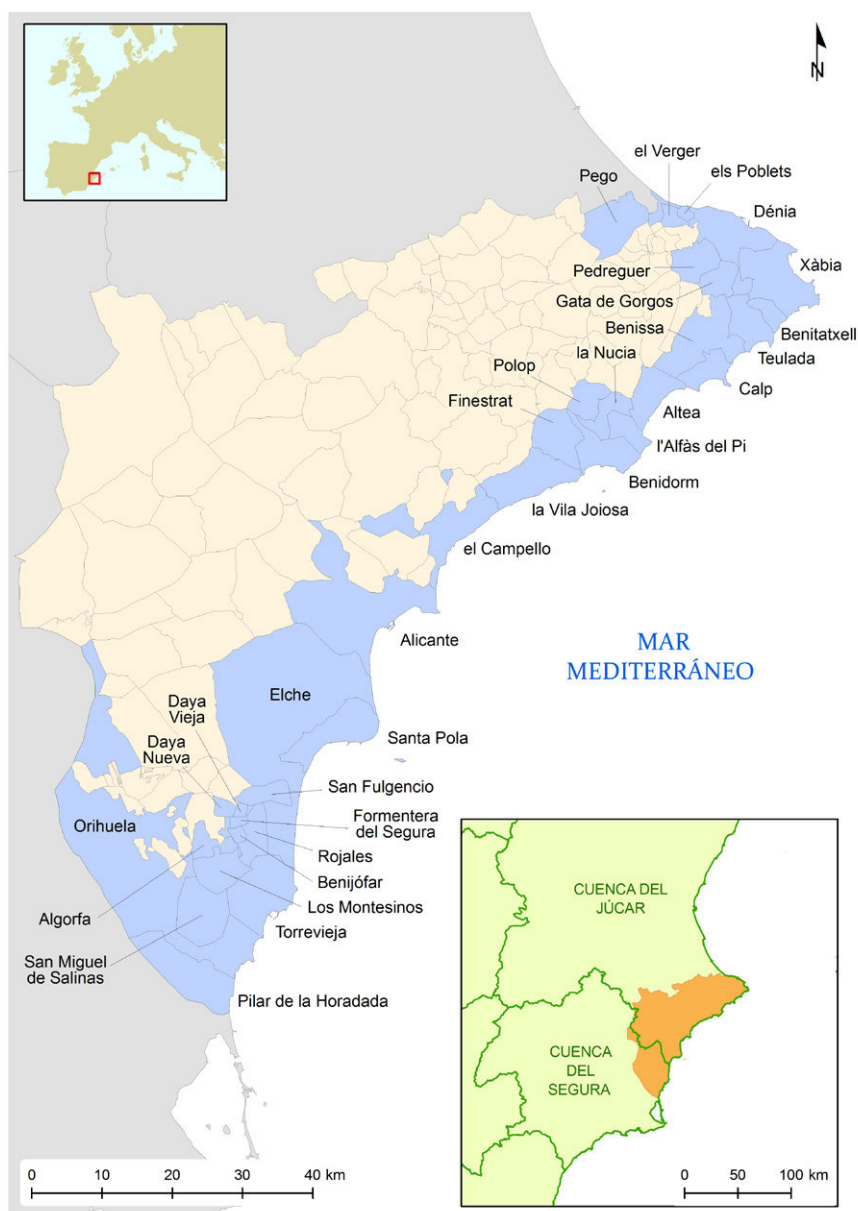 N
el Verger
els Poblets
Pego
Dénia
Xàbia
Pedreguer
Gata de Gorgos
Benissa
la Nucia
Benitatxell
Teulada
Polop
Calp
Finestrat
Altea
l'Alfàs del Pi
Benidorm
la Vila Joiosa
el Campello
Alicante
MAR
MEDITERRÁNEO
Elche
Daya
Vieja
Daya
Nueva
Santa Pola
San Fulgencio
Formentera
del Segura
Orihuela
Rojales
Benijófar
Los Montesinos
Algorfa
Torrevieja
San Miguel
de Salinas
Pilar de la Horadada
CUENCA DEL
JÚCAR
CUENCA
DEL
SEGURA
0 10 20 30 40 km
0 50 100 km